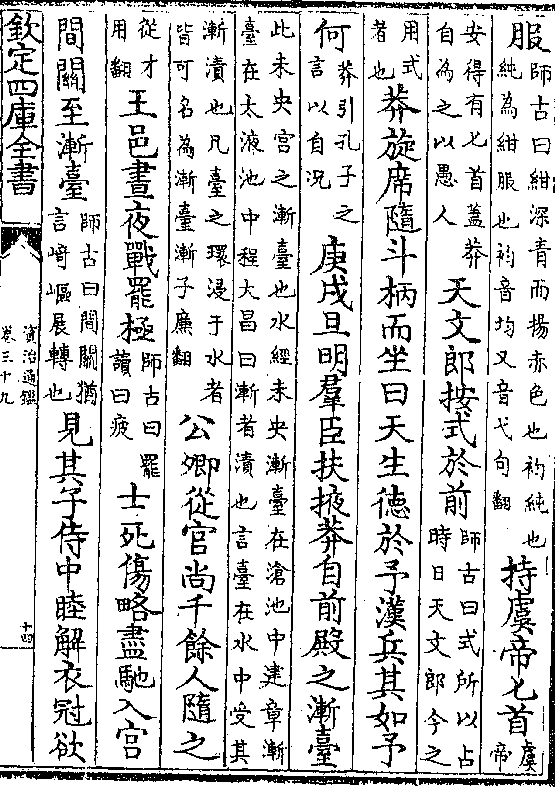 服師古曰紺深青而揚赤色也袀純也純為紺服也袀音均又音弋旬翻持虞帝匕首虞帝
安得有匕首蓋莽自為之以愚人天文郎按式於前師古曰式所以占時日天文郎今之
用式者也莽旋席隨斗柄而坐曰天生德於予漢兵其如予
何莽引孔子之言以自況庚戌旦明羣臣扶掖莽自前殿之漸臺
此未央宮之漸臺也水經未央漸臺在滄池中建章漸臺在太液池中程大昌曰漸者漬也言臺在水中受其
漸漬也凡臺之環浸于水者皆可名為漸臺漸子廉翻公卿從官尚千餘人隨之
從才用翻王邑晝夜戰罷極師古曰罷讀曰疲士死傷略盡馳入宮
間關至漸臺師古曰間關猶言崎嶇展轉也見其子侍中睦解衣冠欲
欽定四庫全書
資治通鑑
卷三十九
十四